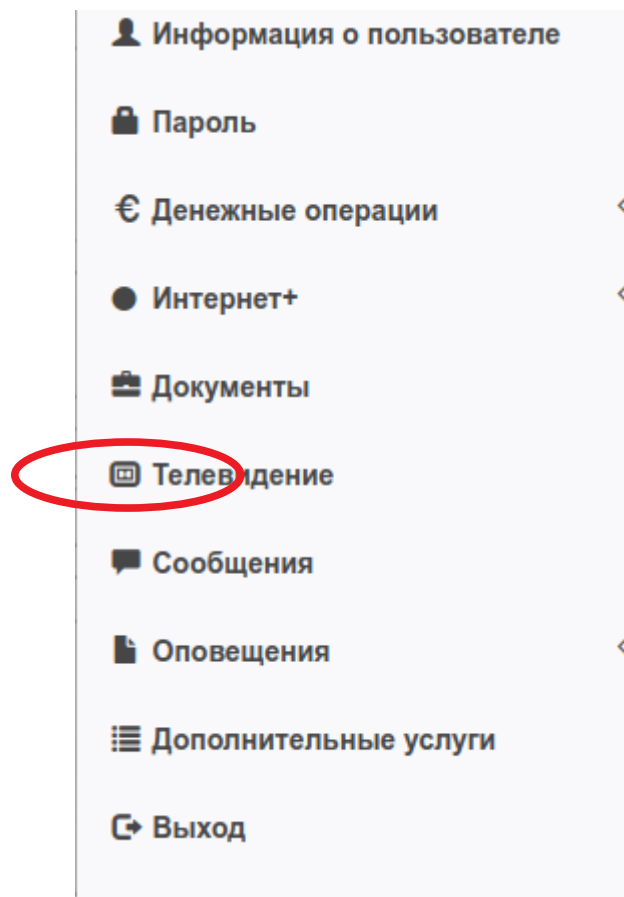 Информация о пользователе
Пароль
€ Денежные операции
Интернет+
Документы
Телевидение
Сообщения
Оповещения
Дополнительные услуги
Выход